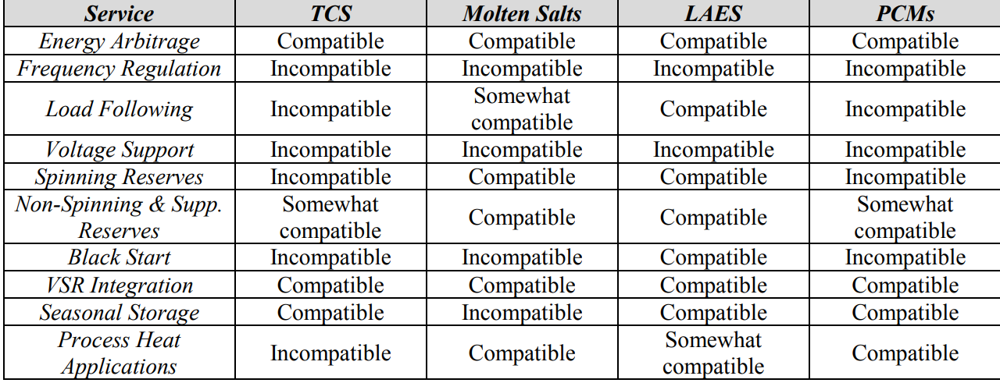 Service TCS Molten Salts LAES PCMs
Energy Arbitrage Compatible Compatible Compatible Compatible
Frequency Regulation Incompatible Incompatible Incompatible Incompatible
Load Following Incompatible Somewhat compatible Compatible Incompatible
Voltage Support Incompatible Incompatible Incompatible Incompatible
Spinning Reserves Incompatible Compatible Compatible Incompatible
Non-Spinning & Supp. Reserves Somewhat compatible Compatible Compatible Somewhat compatible
Black Start Incompatible Incompatible Compatible Incompatible
VSR Integration Compatible Compatible Compatible Compatible
Seasonal Storage Compatible Incompatible Compatible Compatible
Process Heat Applications Incompatible Compatible Somewhat compatible Compatible